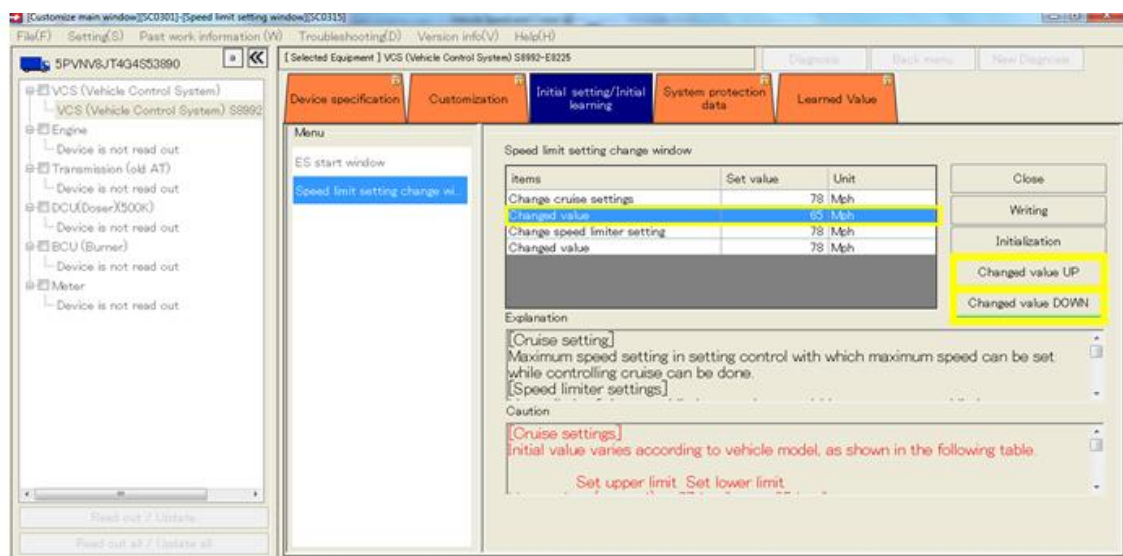 [Customize main window][SC0301]-[Speed limit setting window][SC0315]
File(F) Setting(S) Past work information (W) Troubleshooting(D) Version info(V) Help(H)
5PVNV8JT4G4S53890
VCS (Vehicle Control System)
VCS (Vehicle Control System) S8992
Engine
Device is not read out
Transmission (old AT)
Device is not read out
DCU(Doser)(500K)
Device is not read out
BCU (Burner)
Device is not read out
Meter
Device is not read out
Read out / Update
Read out all / Update all
[ Selected Equipment ] VCS (Vehicle Control System) S8992-E0225
Diagnosis Back menu New Diagnosis
Device specification
Customization
Initial setting/Initial
learning
System protection
data
Learned Value
Menu
ES start window
Speed limit setting change wi...
Speed limit setting change window
items Set value Unit
Change cruise settings 78 Mph
Changed value 65 Mph
Change speed limiter setting 78 Mph
Changed value 78 Mph
Close
Writing
Initialization
Changed value UP
Changed value DOWN
Explanation
[Cruise setting]
Maximum speed setting in setting control with which maximum speed can be set
while controlling cruise can be done.
[Speed limiter settings]
Caution
[Cruise settings]
Initial value varies according to vehicle model, as shown in the following table.
Set upper limit Set lower limit